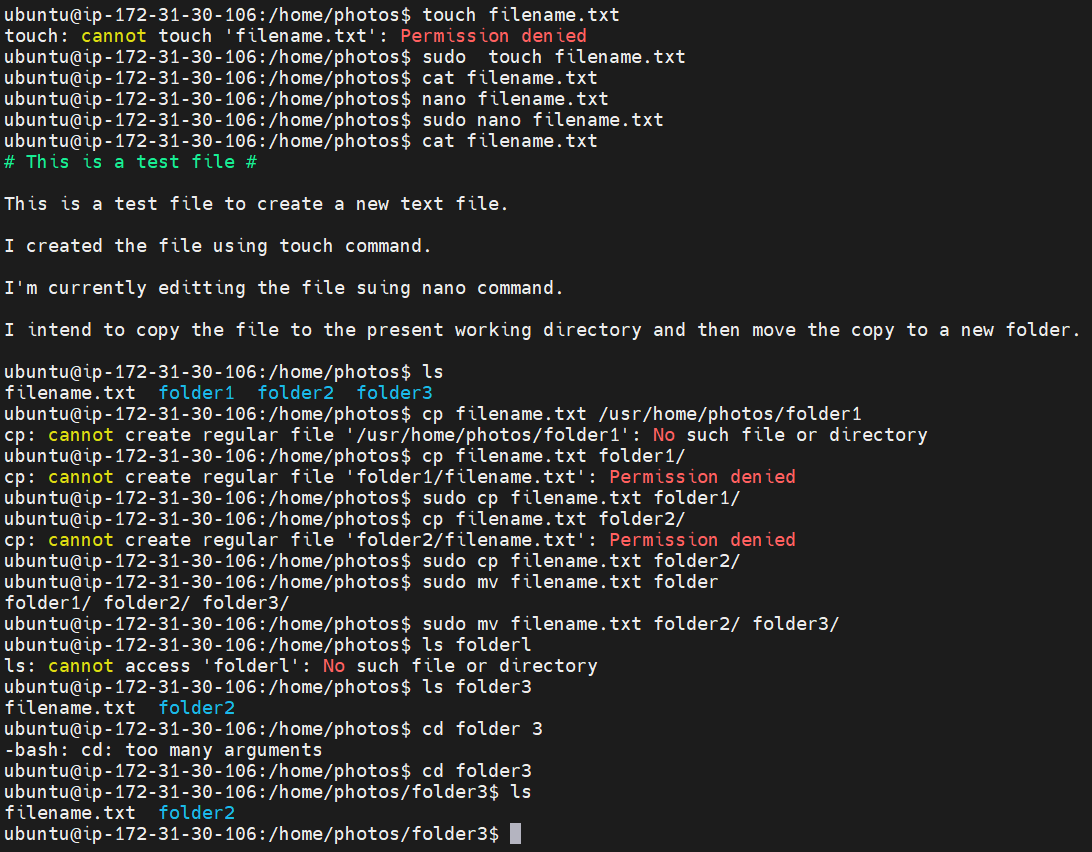 ubuntu@ip-172-31-30-106:/home/photos$ touch filename.txt
touch: cannot touch 'filename.txt': Permission denied
ubuntu@ip-172-31-30-106:/home/photos$ sudo  touch filename.txt
ubuntu@ip-172-31-30-106:/home/photos$ cat filename.txt
ubuntu@ip-172-31-30-106:/home/photos$ nano filename.txt
ubuntu@ip-172-31-30-106:/home/photos$ sudo nano filename.txt
ubuntu@ip-172-31-30-106:/home/photos$ cat filename.txt
# This is a test file #
This is a test file to create a new text file.
I created the file using touch command.
I'm currently editting the file suing nano command.
I intend to copy the file to the present working directory and then move the copy to a new folder.
ubuntu@ip-172-31-30-106:/home/photos$ ls
filename.txt  folder1  folder2  folder3
ubuntu@ip-172-31-30-106:/home/photos$ cp filename.txt /usr/home/photos/folder1
cp: cannot create regular file '/usr/home/photos/folder1': No such file or directory
ubuntu@ip-172-31-30-106:/home/photos$ cp filename.txt folder1/
cp: cannot create regular file 'folder1/filename.txt': Permission denied
ubuntu@ip-172-31-30-106:/home/photos$ sudo cp filename.txt folder1/
ubuntu@ip-172-31-30-106:/home/photos$ cp filename.txt folder2/
cp: cannot create regular file 'folder2/filename.txt': Permission denied
ubuntu@ip-172-31-30-106:/home/photos$ sudo cp filename.txt folder2/
ubuntu@ip-172-31-30-106:/home/photos$ sudo mv filename.txt folder
folder1/ folder2/ folder3/
ubuntu@ip-172-31-30-106:/home/photos$ sudo mv filename.txt folder2/ folder3/
ubuntu@ip-172-31-30-106:/home/photos$ ls folderl
ls: cannot access 'folderl': No such file or directory
ubuntu@ip-172-31-30-106:/home/photos$ ls folder3
filename.txt  folder2
ubuntu@ip-172-31-30-106:/home/photos$ cd folder 3
-bash: cd: too many arguments
ubuntu@ip-172-31-30-106:/home/photos$ cd folder3
ubuntu@ip-172-31-30-106:/home/photos/folder3$ ls
filename.txt  folder2
ubuntu@ip-172-31-30-106:/home/photos/folder3$